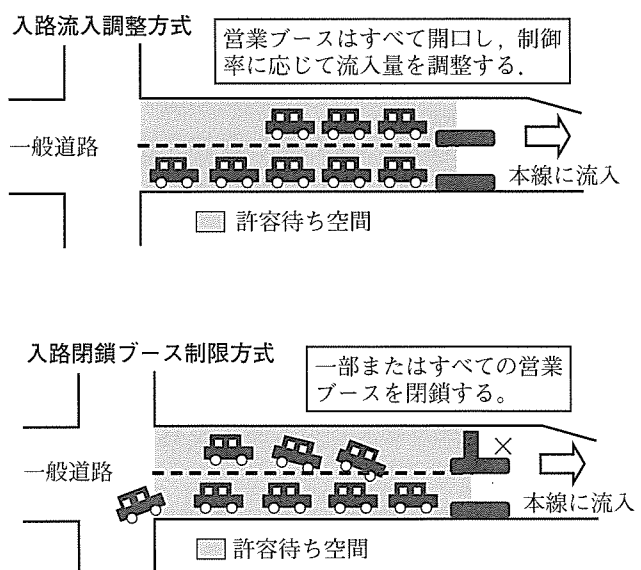 入路流入調整方式
営業ブースはすべて開口し，制御
率に応じて流入量を調整する．
一般道路
本線に流入
許容待ち空間
入路閉鎖ブース制限方式
一部またはすべての営業
ブースを閉鎖する。
×
一般道路
本線に流入
許容待ち空間